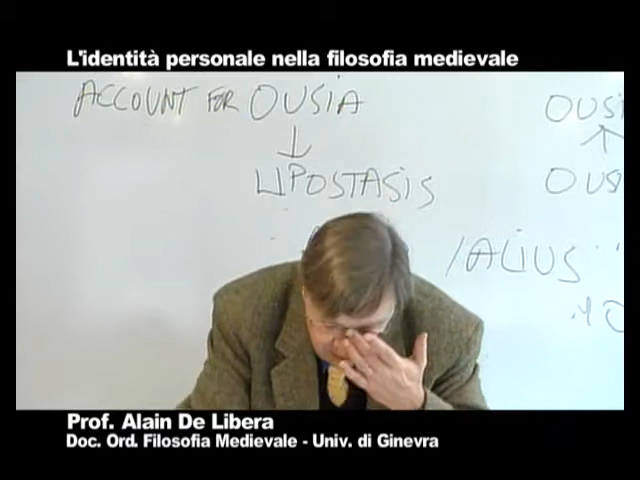 L'identità personale nella filosofia medievale
ACCOUNT FOR OUSIA
↓
UPOSTASIS
OUSI
OUS
/ALIUS
Prof. Alain De Libera
Doc. Ord. Filosofia Medievale - Univ. di Ginevra